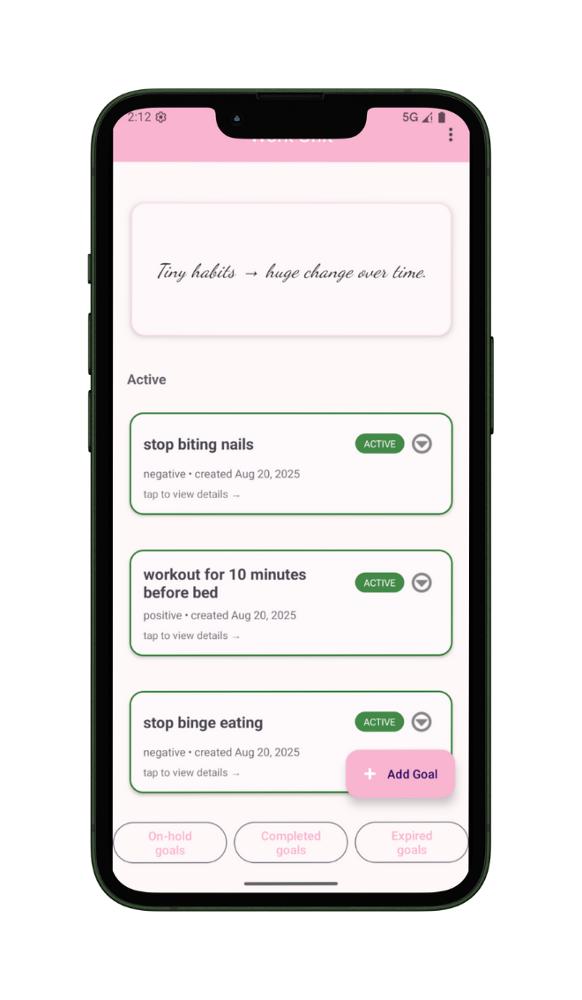 2:12 5G
Tiny habits → huge change over time.
Active
stop biting nails ACTIVE
negative • created Aug 20, 2025
tap to view details →
workout for 10 minutes
before bed
ACTIVE
positive • created Aug 20, 2025
tap to view details →
stop binge eating ACTIVE
negative • created Aug 20, 2025
tap to view details →
+ Add Goal
On-hold
goals
Completed
goals
Expired
goals